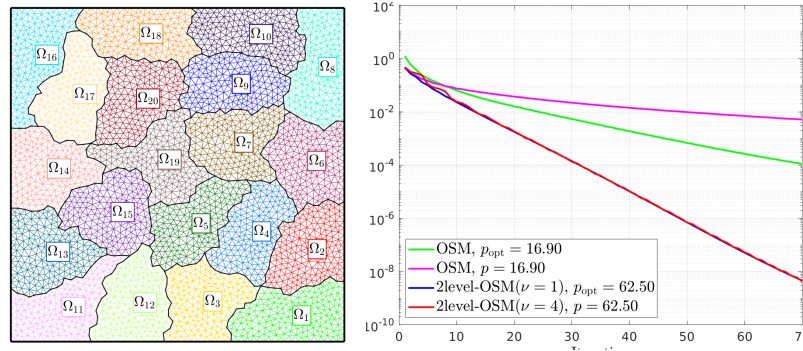 Ω18
Ω10
Ω16
Ω8
Ω9
Ω17
Ω20
Ω7
Ω19
Ω6
Ω14
Ω15
Ω5
Ω4
Ω2
Ω13
Ω11
Ω12
Ω3
Ω1
10^2
10^0
10^-2
10^-4
10^-6
10^-8
10^-10
OSM, p_opt = 16.90
OSM, p = 16.90
2level-OSM(ν = 1), p_opt = 62.50
2level-OSM(ν = 4), p = 62.50
0 10 20 30 40 50 60 70